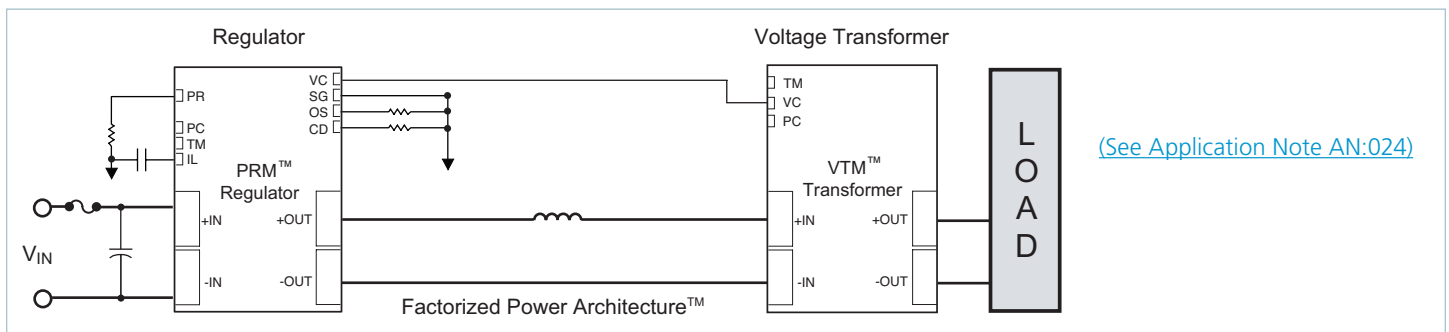 Regulator
Voltage Transformer
VC
SG
OS
CD
PR
PC
TM
IL
PRM™
Regulator
+IN
+OUT
-IN
-OUT
VIN
Factorized Power Architecture™
TM
VC
PC
VTM™
Transformer
+IN
+OUT
-IN
-OUT
L
O
A
D
(See Application Note AN:024)